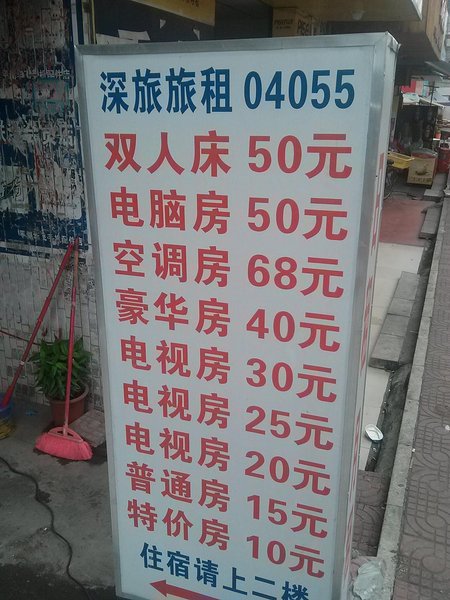 深旅旅租 04055
双人床 50元
电脑房 50元
空调房 68元
豪华房 40元
电视房 30元
电视房 25元
电视房 20元
普通房 15元
特价房 10元
住宿请上二楼